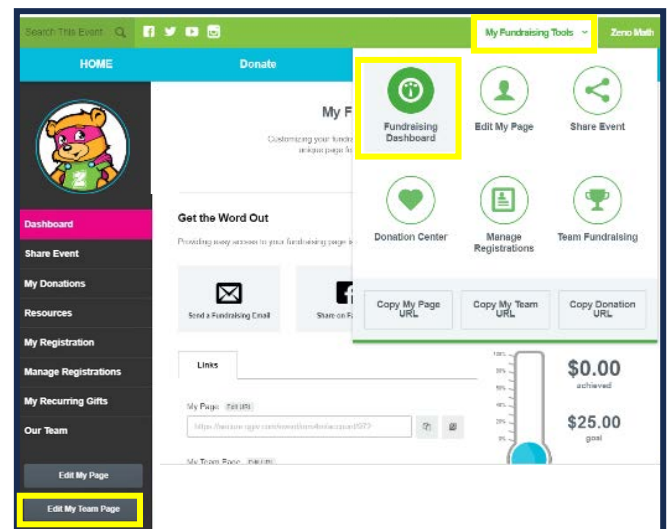 Search This Event
My Fundraising Tools
Zeno Math
HOME
Donate
My F
Customizing your fundra
unique page fo
Fundraising
Dashboard
Edit My Page
Share Event
Donation Center
Manage
Registrations
Team Fundraising
Copy My Page
URL
Copy My Team
URL
Copy Donation
URL
Dashboard
Share Event
My Donations
Resources
My Registration
Manage Registrations
My Recurring Gifts
Our Team
Edit My Page
Edit My Team Page
Get the Word Out
Providing easy access to your fundraising page is
Send a Fundraising Email
Share on Fa
Links
My Page Edit URL
My Team Page Edit URL
$0.00
achieved
$25.00
goal